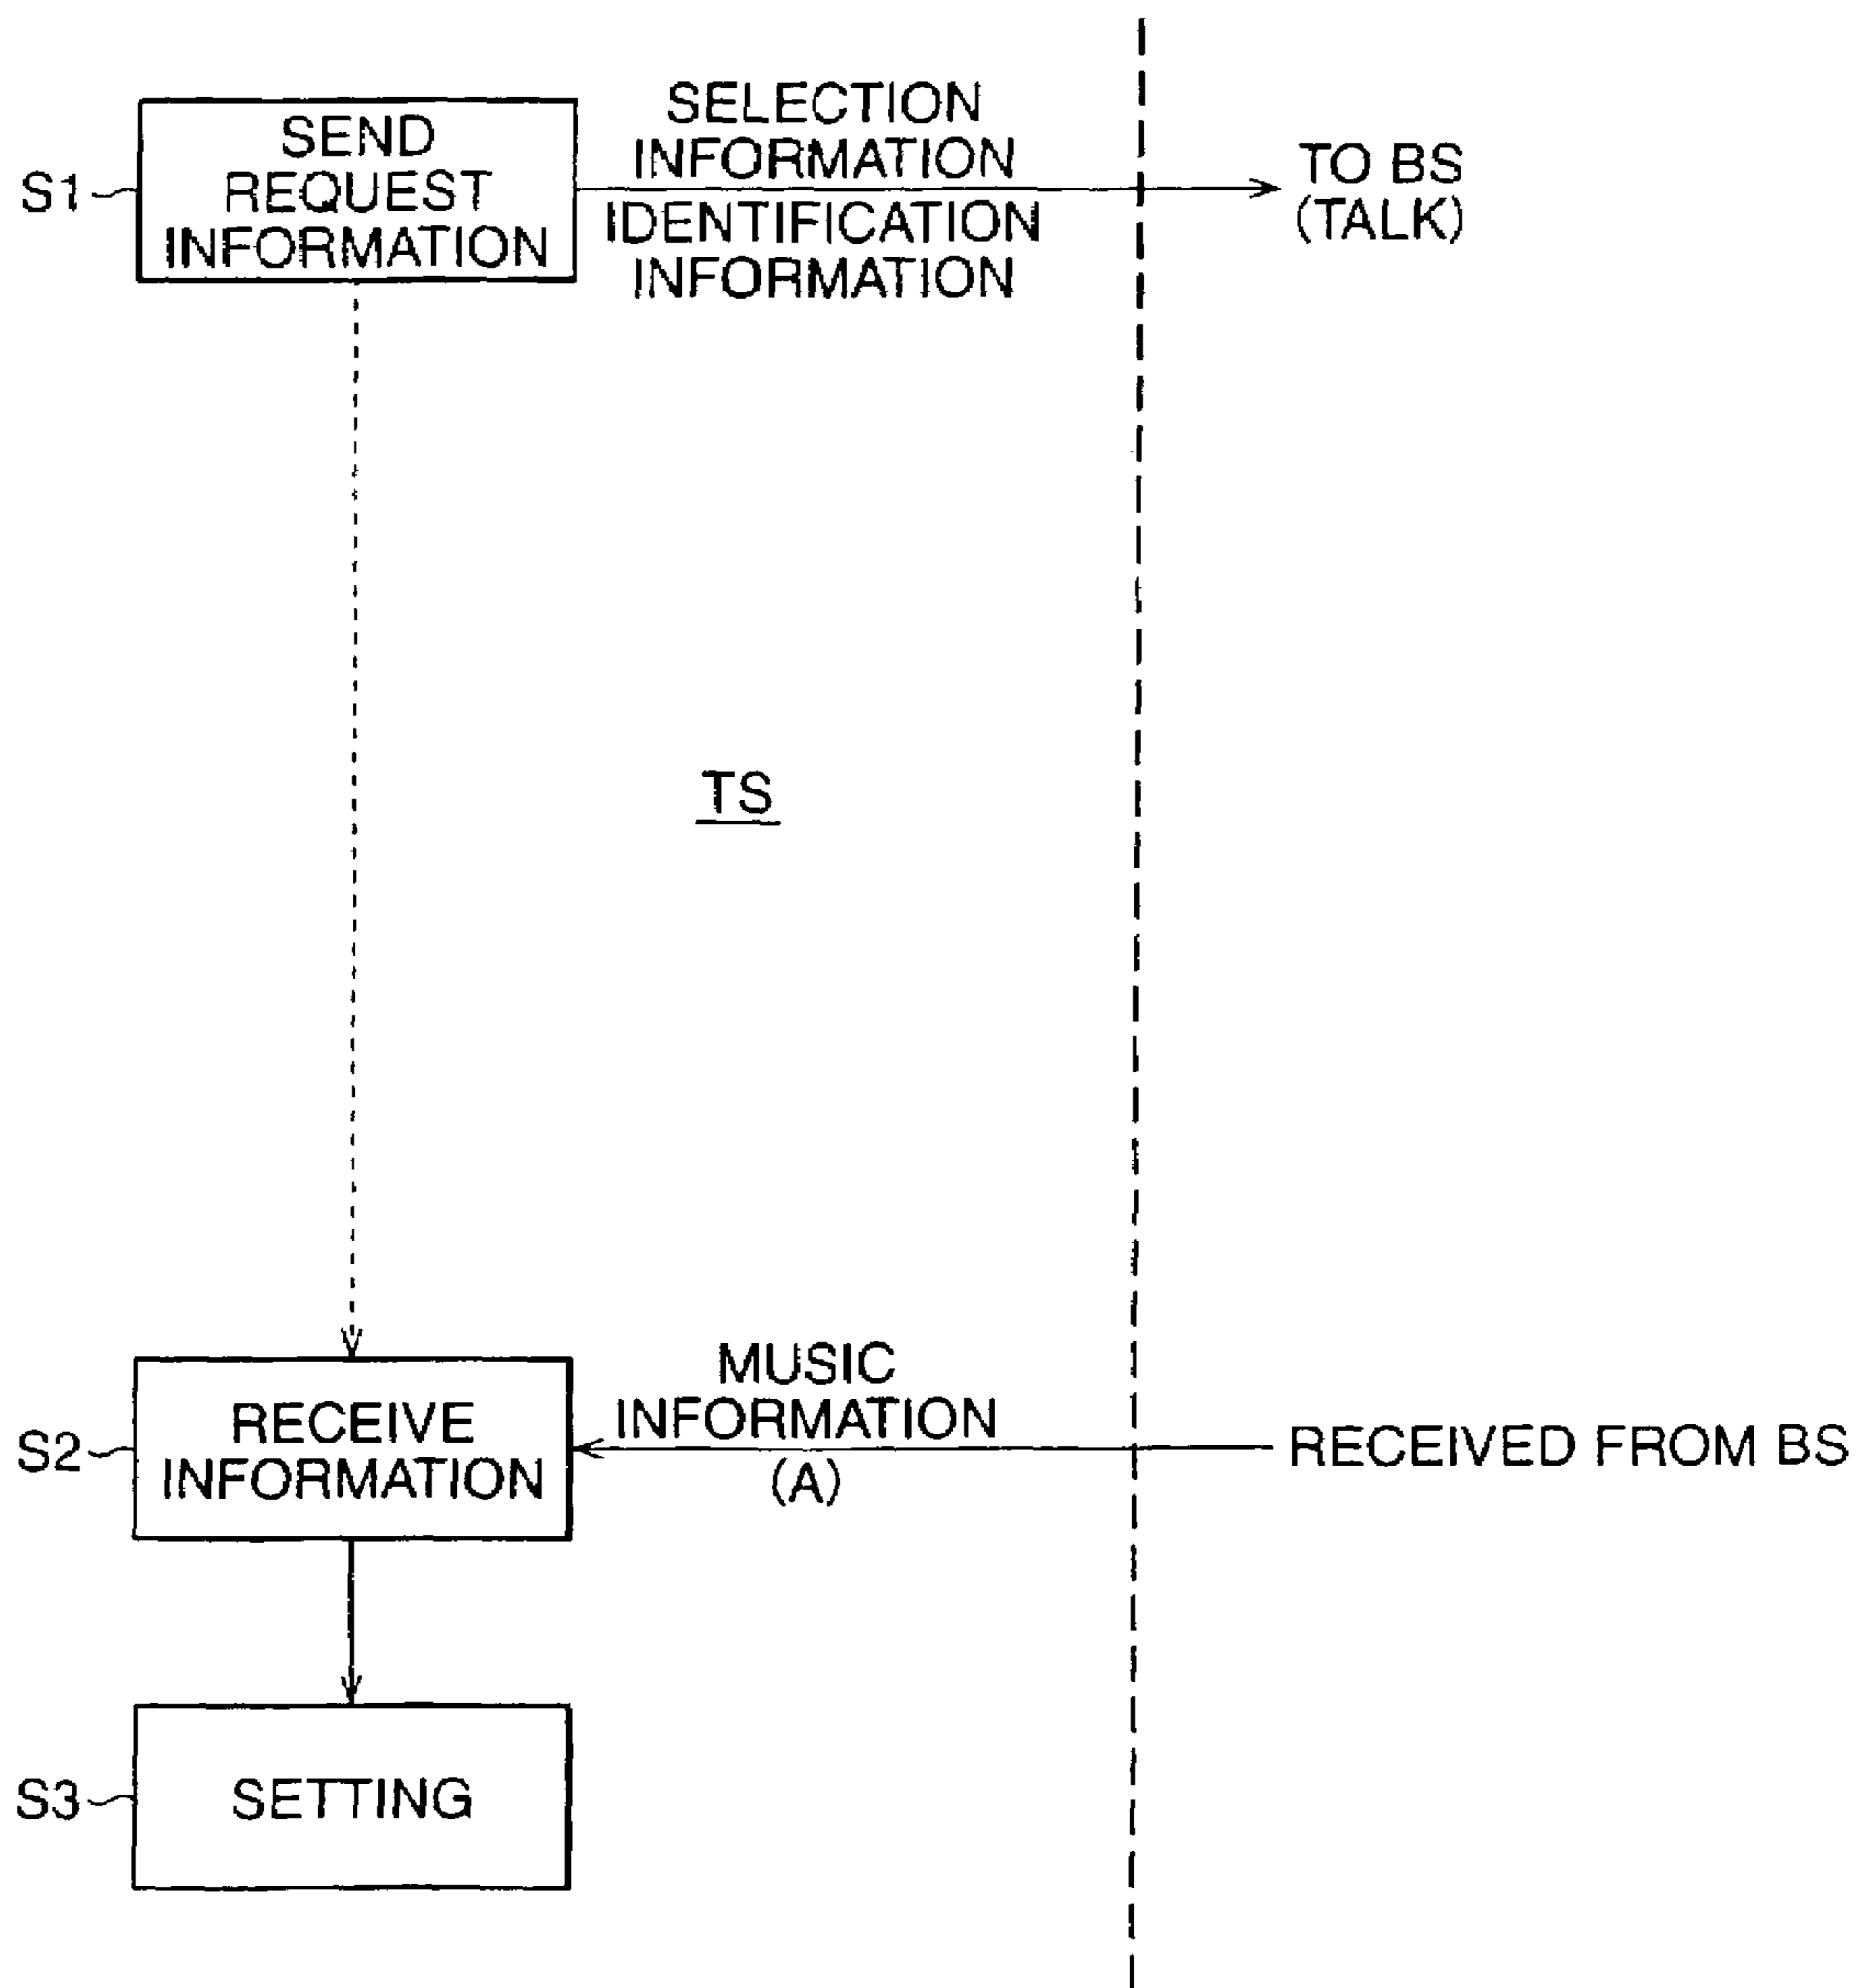 SEND
REQUEST
INFORMATION
S1
SELECTION
INFORMATION
IDENTIFICATION
INFORMATION
TO BS
(TALK)
TS
S2
RECEIVE
INFORMATION
MUSIC
INFORMATION
(A)
RECEIVED FROM BS
S3
SETTING